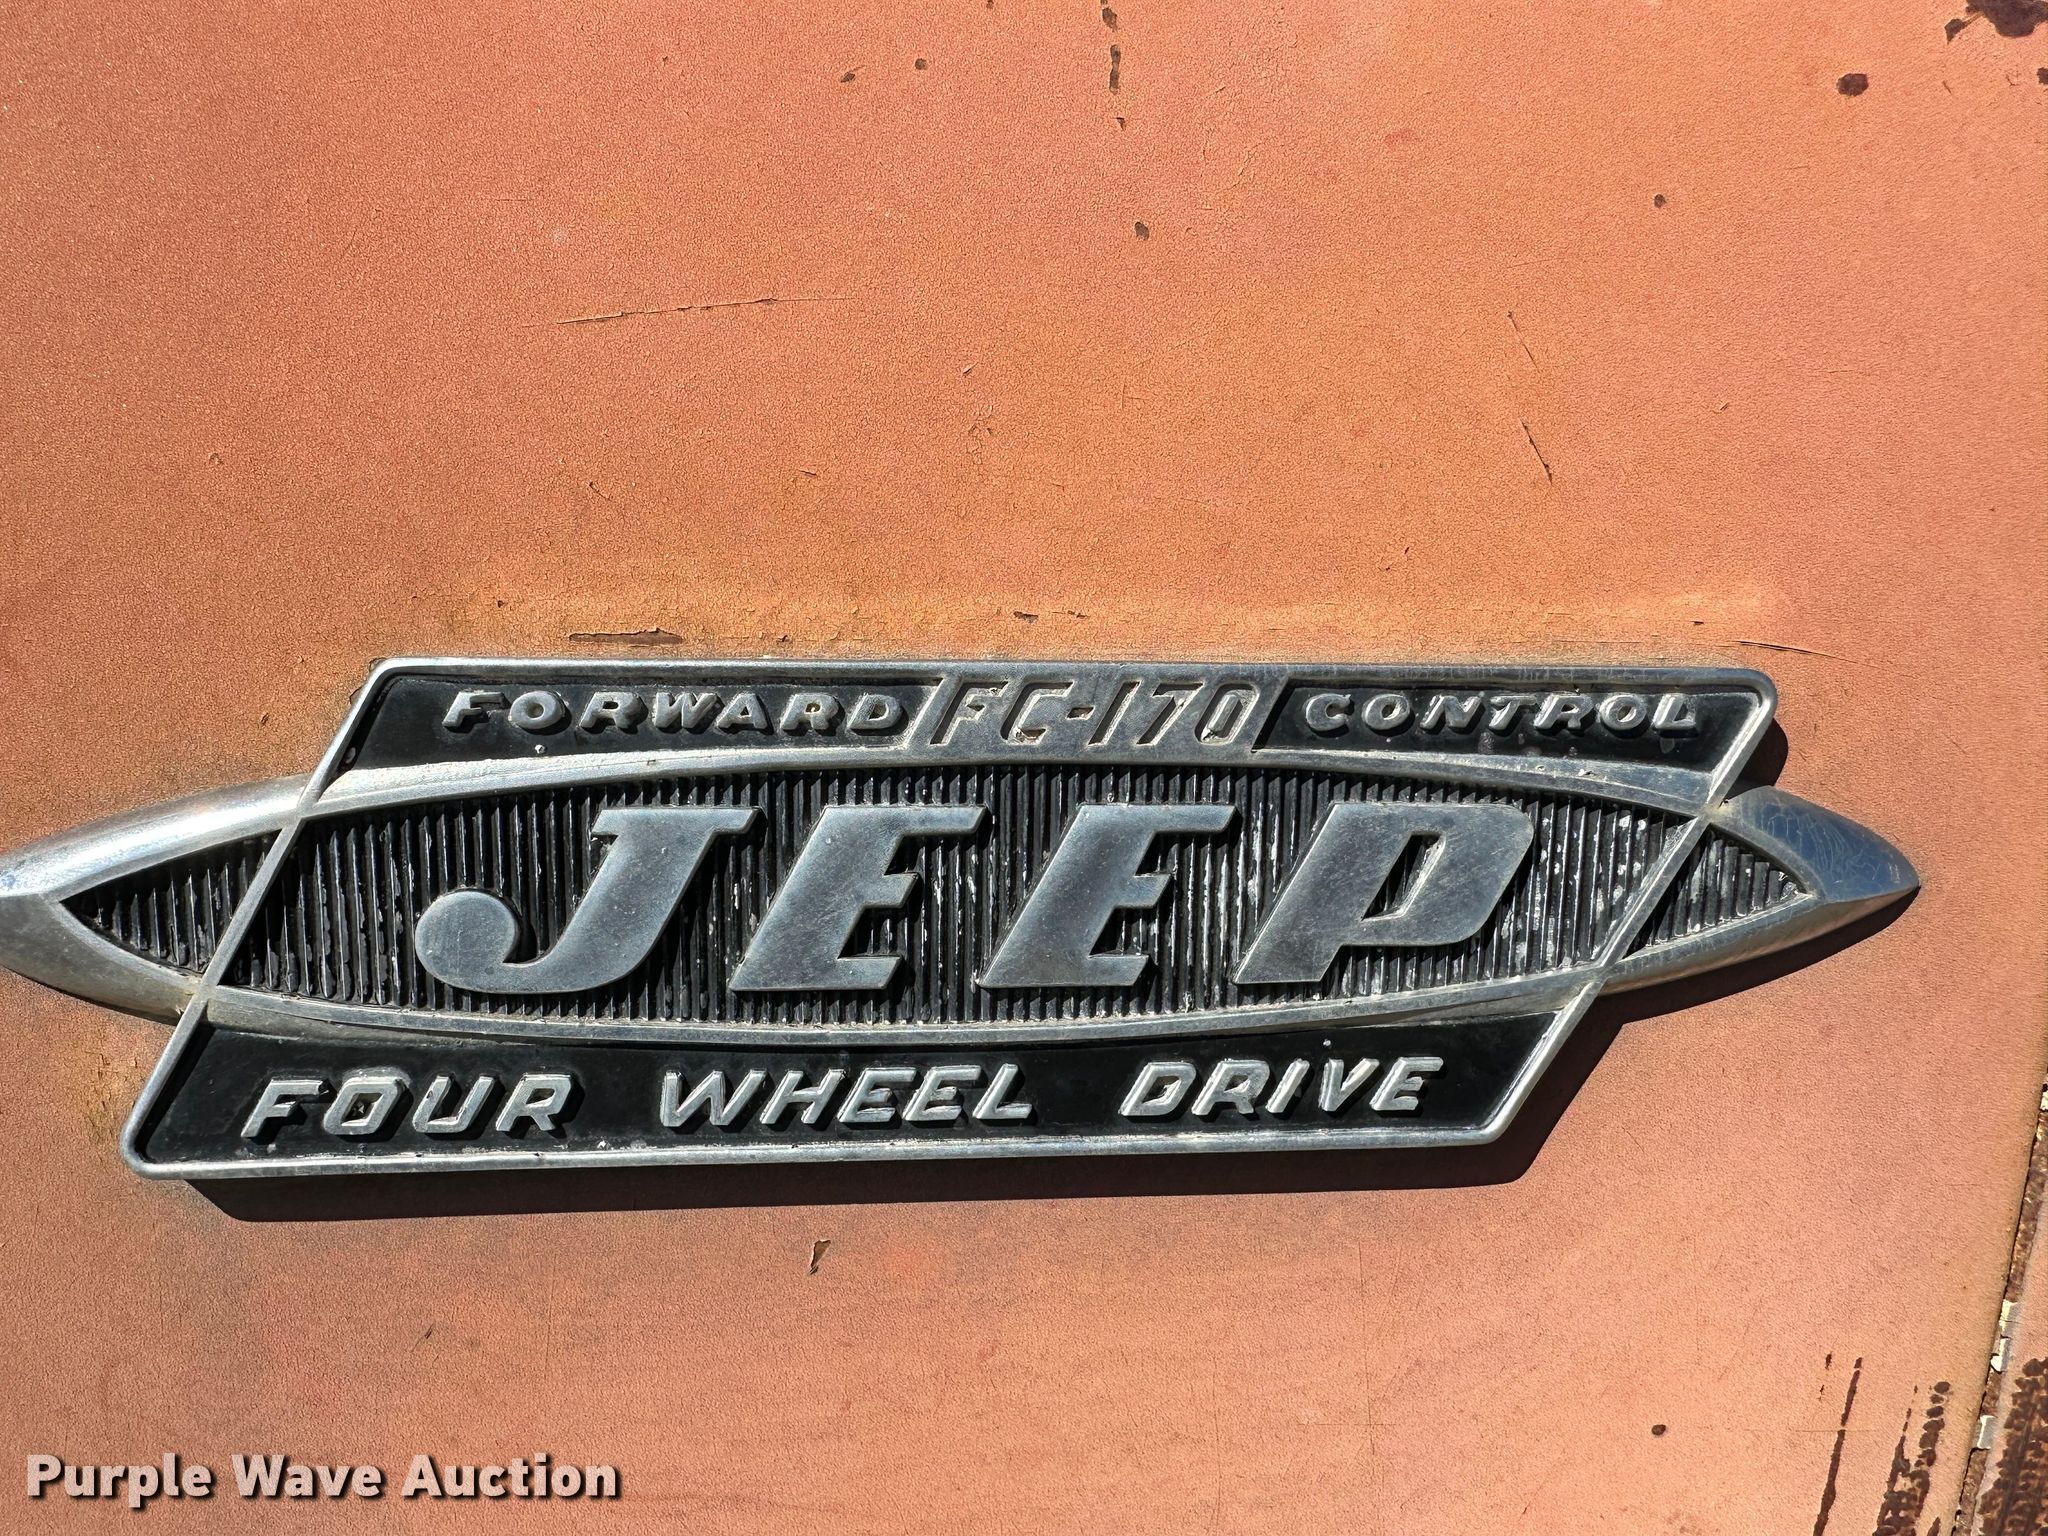 FORWARD FC-170 CONTROL
JEEP
FOUR WHEEL DRIVE
Purple Wave Auction